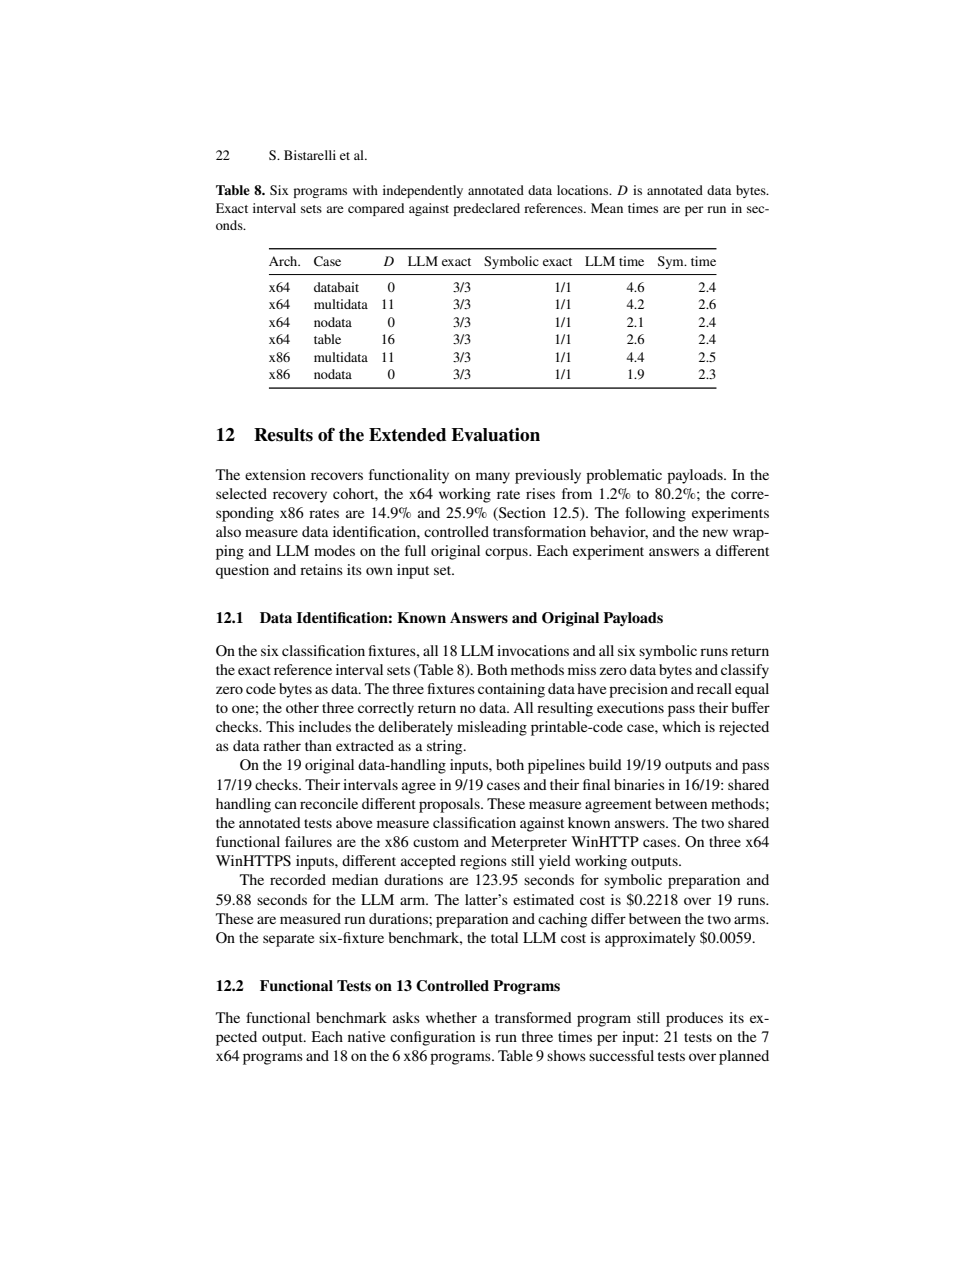 22 S. Bistarelli et al.
Table 8. Six programs with independently annotated data locations. D is annotated data bytes.
Exact interval sets are compared against predeclared references. Mean times are per run in sec-
onds.
Arch. Case D LLM exact Symbolic exact LLM time Sym. time
x64 databait 0 3/3 1/1 4.6 2.4
x64 multidata 11 3/3 1/1 4.2 2.6
x64 nodata 0 3/3 1/1 2.1 2.4
x64 table 16 3/3 1/1 2.6 2.4
x86 multidata 11 3/3 1/1 4.4 2.5
x86 nodata 0 3/3 1/1 1.9 2.3
12 Results of the Extended Evaluation
The extension recovers functionality on many previously problematic payloads. In the
selected recovery cohort, the x64 working rate rises from 1.2% to 80.2%; the corre-
sponding x86 rates are 14.9% and 25.9% (Section 12.5). The following experiments
also measure data identification, controlled transformation behavior, and the new wrap-
ping and LLM modes on the full original corpus. Each experiment answers a different
question and retains its own input set.
12.1 Data Identification: Known Answers and Original Payloads
On the six classification fixtures, all 18 LLM invocations and all six symbolic runs return
the exact reference interval sets (Table 8). Both methods miss zero data bytes and classify
zero code bytes as data. The three fixtures containing data have precision and recall equal
to one; the other three correctly return no data. All resulting executions pass their buffer
checks. This includes the deliberately misleading printable-code case, which is rejected
as data rather than extracted as a string.
On the 19 original data-handling inputs, both pipelines build 19/19 outputs and pass
17/19 checks. Their intervals agree in 9/19 cases and their final binaries in 16/19: shared
handling can reconcile different proposals. These measure agreement between methods;
the annotated tests above measure classification against known answers. The two shared
functional failures are the x86 custom and Meterpreter WinHTTP cases. On three x64
WinHTTPS inputs, different accepted regions still yield working outputs.
The recorded median durations are 123.95 seconds for symbolic preparation and
59.88 seconds for the LLM arm. The latter's estimated cost is $0.2218 over 19 runs.
These are measured run durations; preparation and caching differ between the two arms.
On the separate six-fixture benchmark, the total LLM cost is approximately $0.0059.
12.2 Functional Tests on 13 Controlled Programs
The functional benchmark asks whether a transformed program still produces its ex-
pected output. Each native configuration is run three times per input: 21 tests on the 7
x64 programs and 18 on the 6 x86 programs. Table 9 shows successful tests over planned